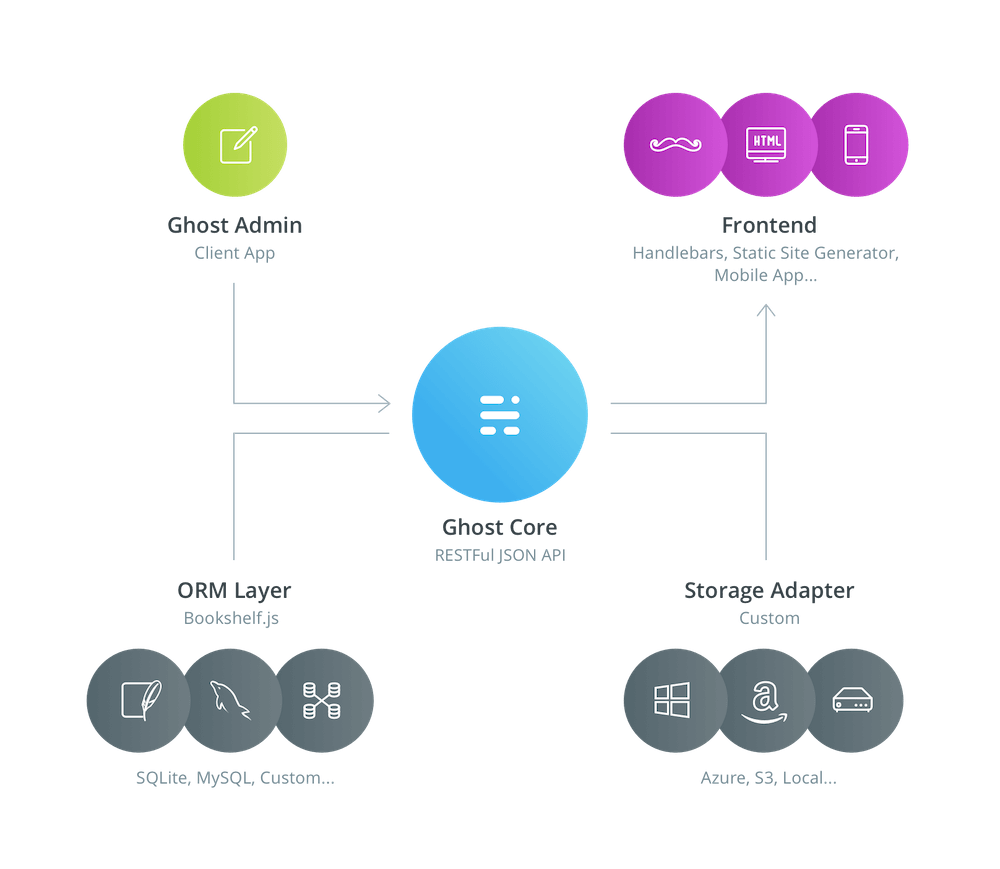 Ghost Admin
Client App
HTML
Frontend
Handlebars, Static Site Generator,
Mobile App...
Ghost Core
RESTFul JSON API
ORM Layer
Bookshelf.js
SQLite, MySQL, Custom...
Storage Adapter
Custom
a
Azure, S3, Local...